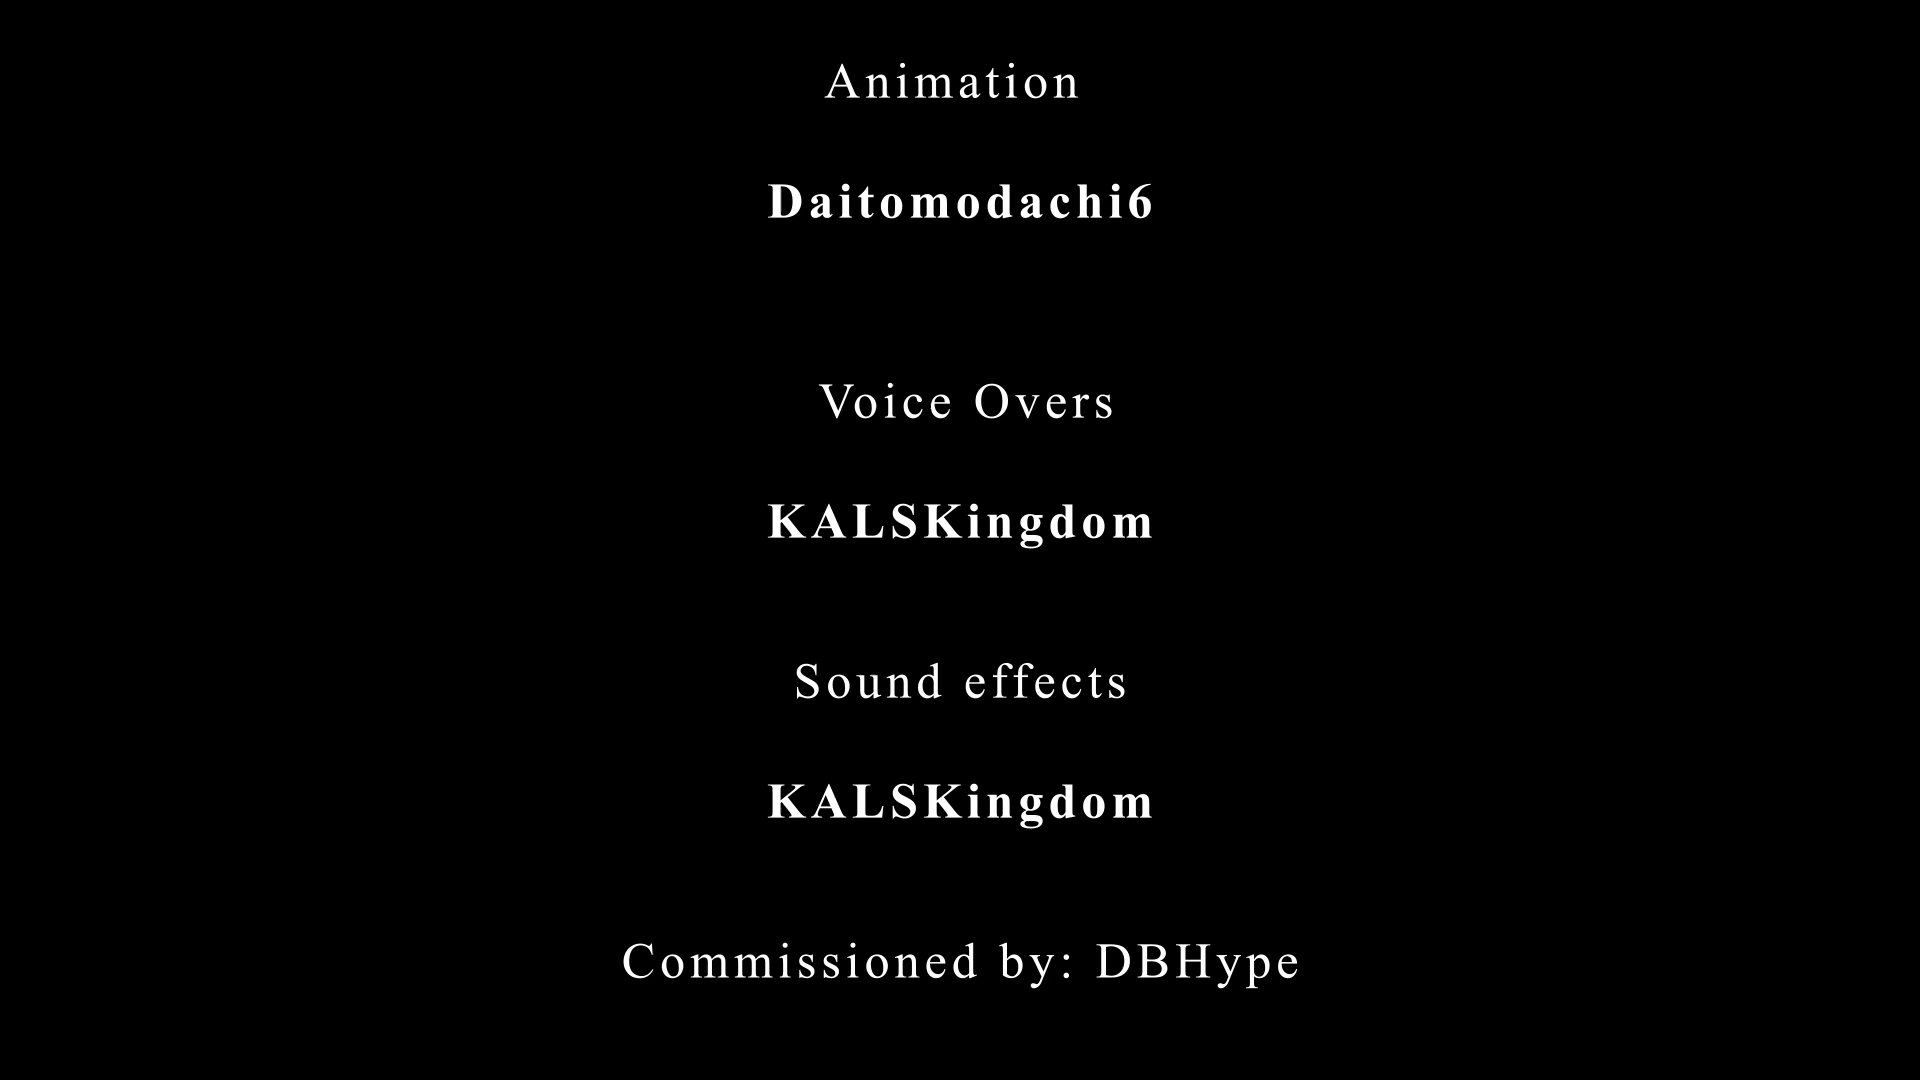 Animation
Daitomodachi6
Voice Overs
KALSKingdom
Sound effects
KALSKingdom
Commissioned by: DBHype